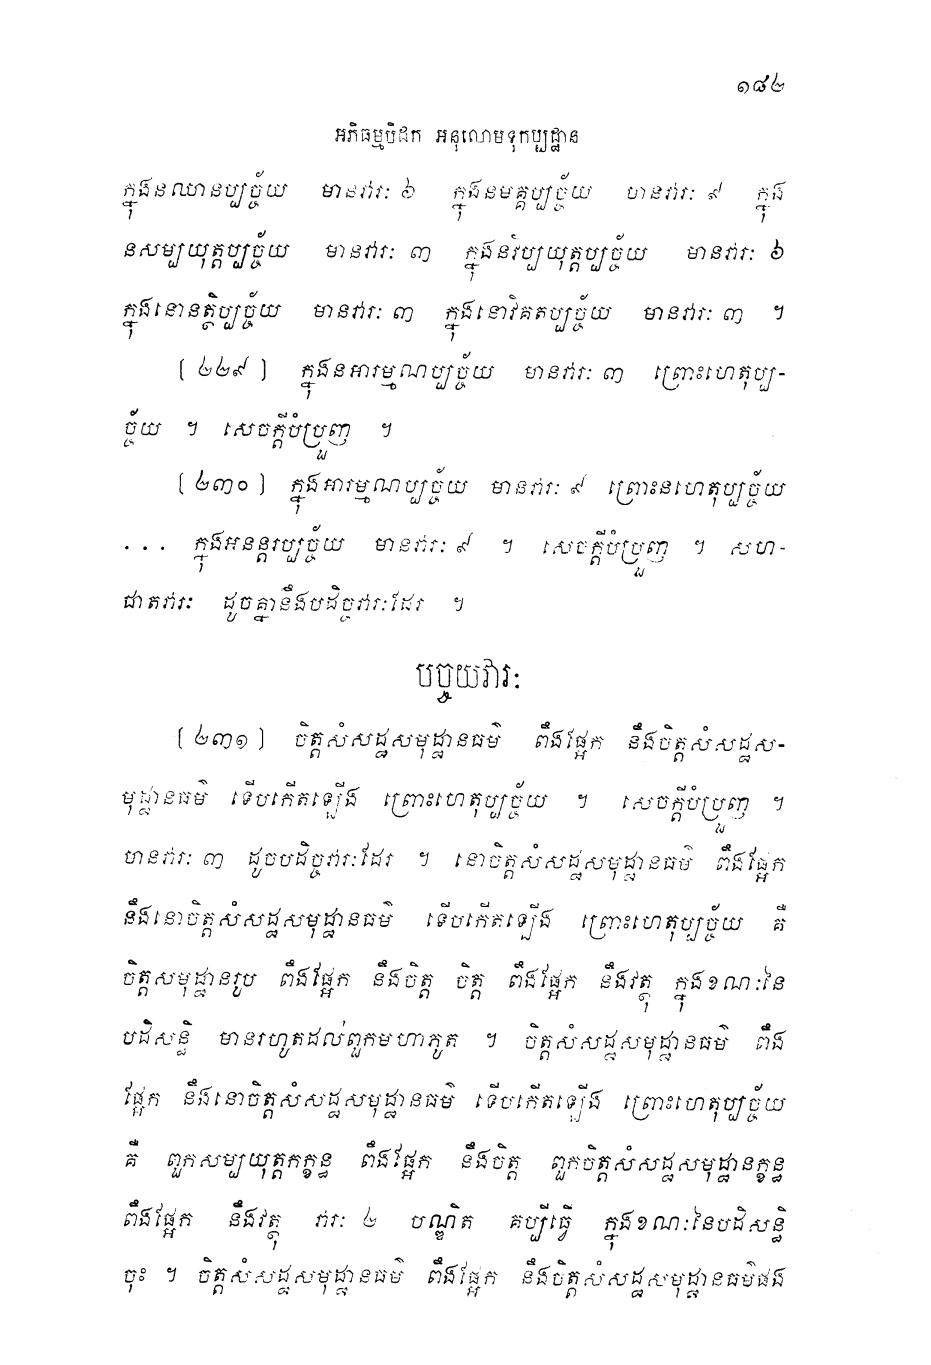 ១៨២
អភិធម្មបិដក អនុលោមទុកប្បដ្ឋាន
ក្នុងនឈានប្បច្ច័យ មានវារៈ ៦ ក្នុងនមគ្គប្បច្ច័យ មានវារៈ ៩ ក្នុង
នសម្បយុត្តប្បច្ច័យ មានវារៈ ៣ ក្នុងនវិប្បយុត្តប្បច្ច័យ មានវារៈ ៦
ក្នុងនោនត្ថិប្បច្ច័យ មានវារៈ ៣ ក្នុងនោវិគតប្បច្ច័យ មានវារៈ ៣ ។
[២២៩] ក្នុងនអារម្មណប្បច្ច័យ មានវារៈ ៣ ព្រោះហេតុប្ប-
ច្ច័យ ។ សេចក្តីបំប្រួញ ។
[២៣០] ក្នុងអារម្មណប្បច្ច័យ មានវារៈ ៩ ព្រោះនហេតុប្បច្ច័យ
... ក្នុងអនន្តរប្បច្ច័យ មានវារៈ ៩ ។ សេចក្តីបំប្រួញ ។ សហ-
ជាតវារៈ ដូចគ្នានឹងបដិច្ចវារៈដែរ ។
បច្ចយវារៈ
[២៣១] ចិត្តសំសដ្ឋសមុដ្ឋានធម៌ ពឹងផ្អែក នឹងចិត្តសំសដ្ឋស-
មុដ្ឋានធម៌ ទើបកើតឡើង ព្រោះហេតុប្បច្ច័យ ។ សេចក្តីបំប្រួញ ។
មានវារៈ ៣ ដូចបដិច្ចវារៈដែរ ។ នោចិត្តសំសដ្ឋសមុដ្ឋានធម៌ ពឹងផ្អែក
នឹងនោចិត្តសំសដ្ឋសមុដ្ឋានធម៌ ទើបកើតឡើង ព្រោះហេតុប្បច្ច័យ គឺ
ចិត្តសមុដ្ឋានរូប ពឹងផ្អែក នឹងចិត្ត ចិត្ត ពឹងផ្អែក នឹងវត្ថុ ក្នុងខណៈនៃ
បដិសន្ធិ មានរហូតដល់ពួកមហាភូត ។ ចិត្តសំសដ្ឋសមុដ្ឋានធម៌ ពឹង
ផ្អែក នឹងនោចិត្តសំសដ្ឋសមុដ្ឋានធម៌ ទើបកើតឡើង ព្រោះហេតុប្បច្ច័យ
គឺ ពួកសម្បយុត្តកក្ខន្ធ ពឹងផ្អែក នឹងចិត្ត ពួកចិត្តសំសដ្ឋសមុដ្ឋានក្ខន្ធ
ពឹងផ្អែក នឹងវត្ថុ វារៈ ២ បណ្ឌិត គប្បីធ្វើ ក្នុងខណៈនៃបដិសន្ធិ
ចុះ ។ ចិត្តសំសដ្ឋសមុដ្ឋានធម៌ ពឹងផ្អែក នឹងចិត្តសំសដ្ឋសមុដ្ឋានធម៌ផង